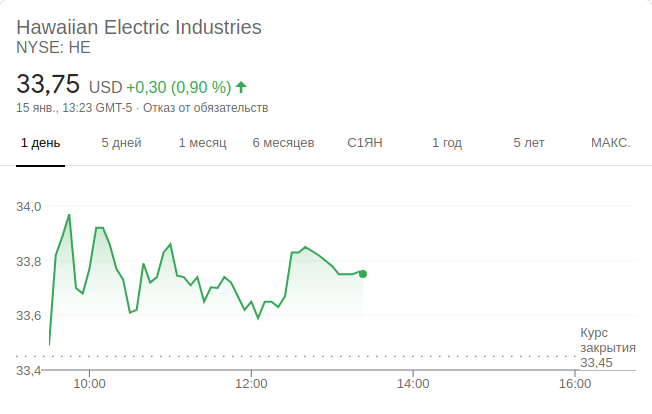 Hawaiian Electric Industries
NYSE: HE
33,75 USD +0,30 (0,90 %)
15 янв., 13:23 GMT-5 · Отказ от обязательств
1 день 5 дней 1 месяц 6 месяцев С1ЯН 1 год 5 лет МАКС.
34,0
33,8
33,6
33,4
Курс
закрытия
33,45
10:00 12:00 14:00 16:00